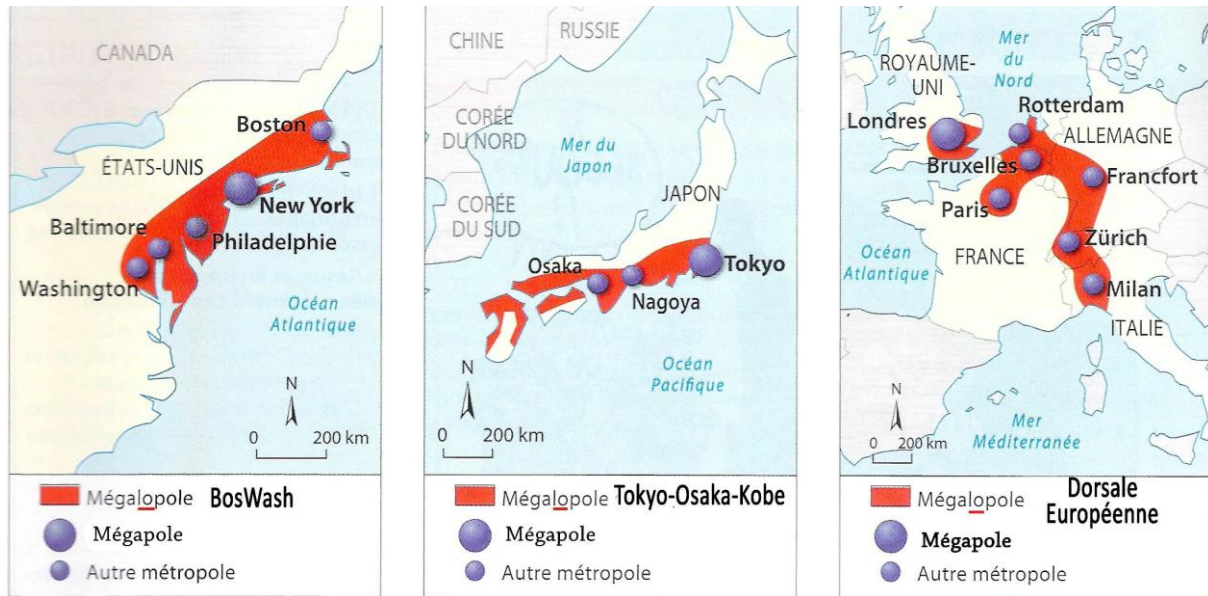 CANADA
Boston
ÉTATS-UNIS
New York
Baltimore
Philadelphie
Washington
Océan
Atlantique
N
0 200 km
Mégalopole BosWash
Mégapole
Autre métropole
RUSSIE
CHINE
CORÉE
DU NORD
Mer du
Japon
JAPON
CORÉE
DU SUD
Osaka
Tokyo
Nagoya
Océan
Pacifique
N
0 200 km
Mégalopole Tokyo-Osaka-Kobe
Mégapole
Autre métropole
Mer
du
Nord
ROYAUME-
UNI
Rotterdam
Londres
ALLEMAGNE
Bruxelles
Francfort
Paris
Zürich
Océan
Atlantique
FRANCE
Milan
ITALIE
N
Mer
Méditerranée
0 200 km
Mégalopole Dorsale
Européenne
Mégapole
Autre métropole